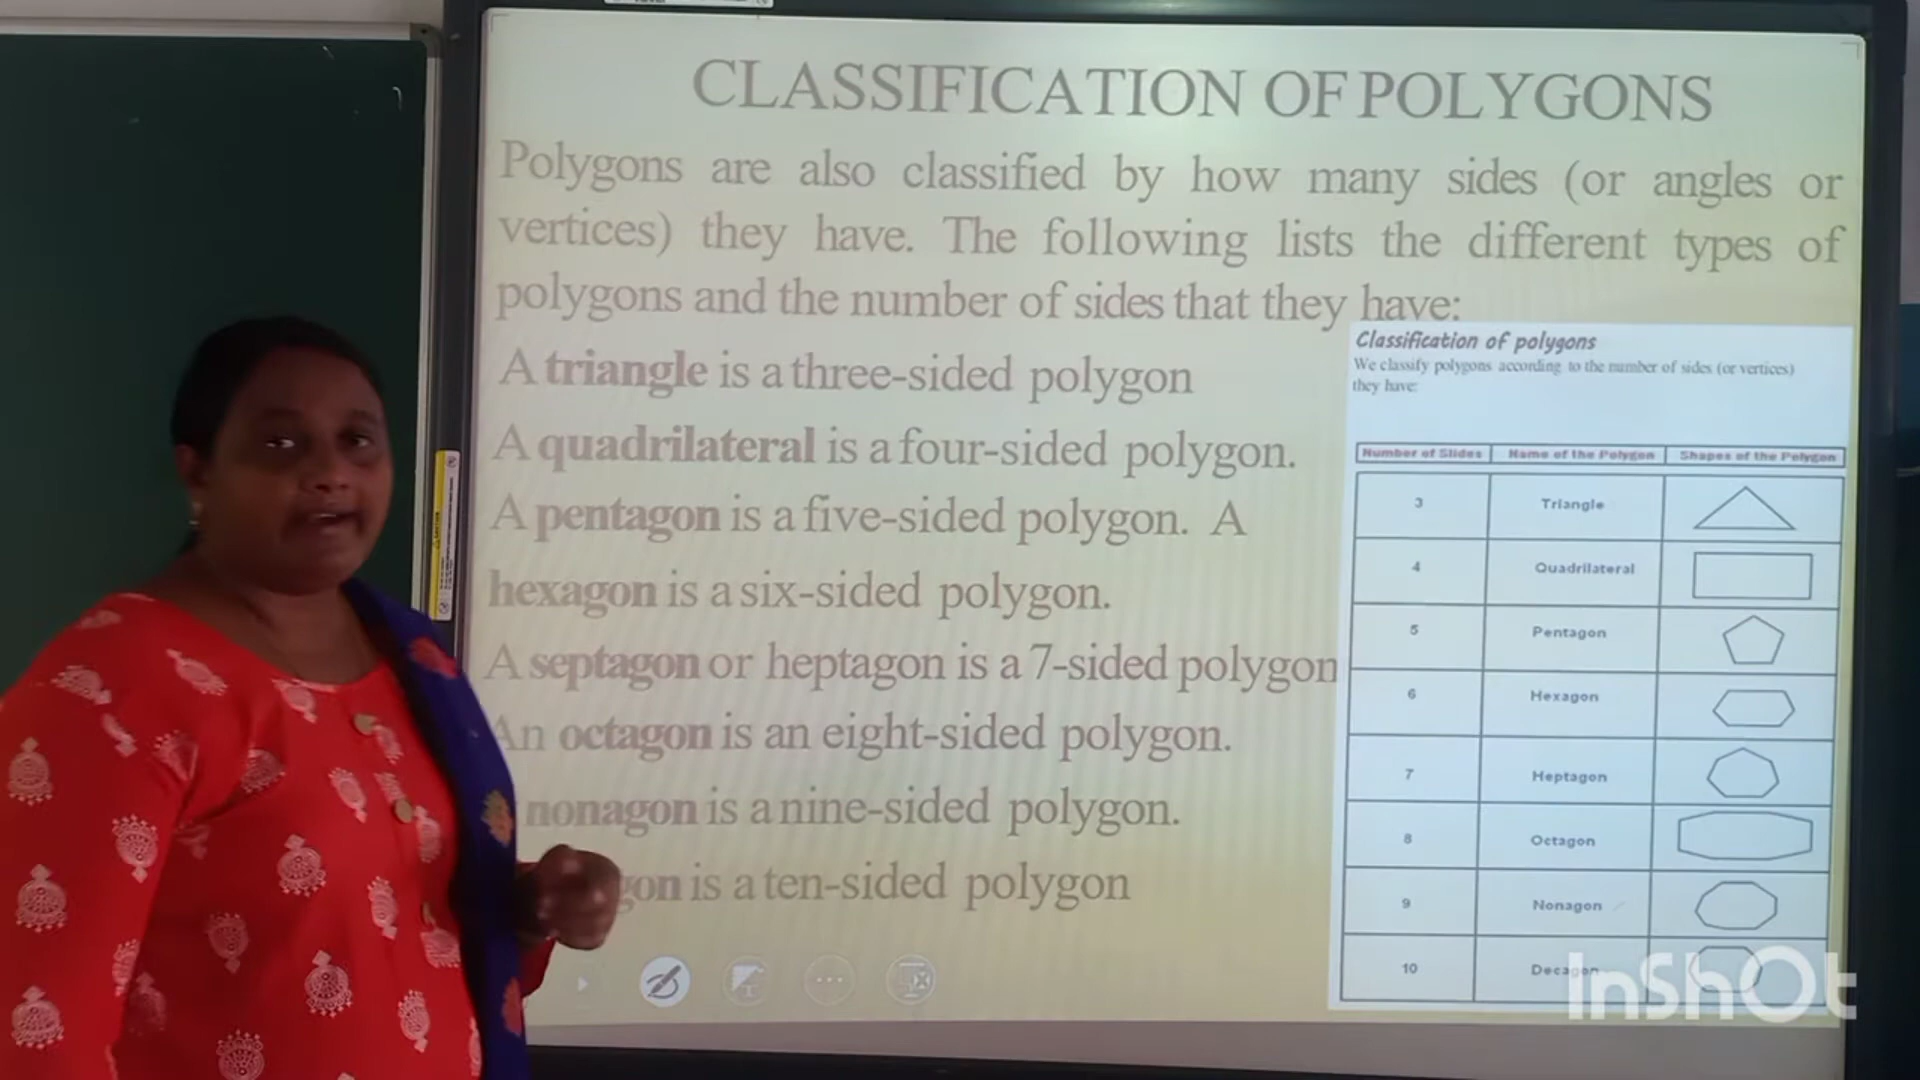 CLASSIFICATION OF POLYGONS
Polygons are also classified by how many sides (or angles or
vertices) they have. The following lists the different types of
polygons and the number of sides that they have:
A triangle is a three-sided polygon
A quadrilateral is a four-sided polygon.
A pentagon is a five-sided polygon. A
hexagon is a six-sided polygon.
A septagon or heptagon is a 7-sided polygon
An octagon is an eight-sided polygon.
nonagon is a nine-sided polygon.
gon is a ten-sided polygon
Classification of polygons
We classify polygons according to the number of sides (or vertices)
they have:
Number of Slides Name of the Polygon Shapes of the Polygon
3 Triangle
4 Quadrilateral
5 Pentagon
6 Hexagon
7 Heptagon
8 Octagon
9 Nonagon
10 Decagon
InShOt